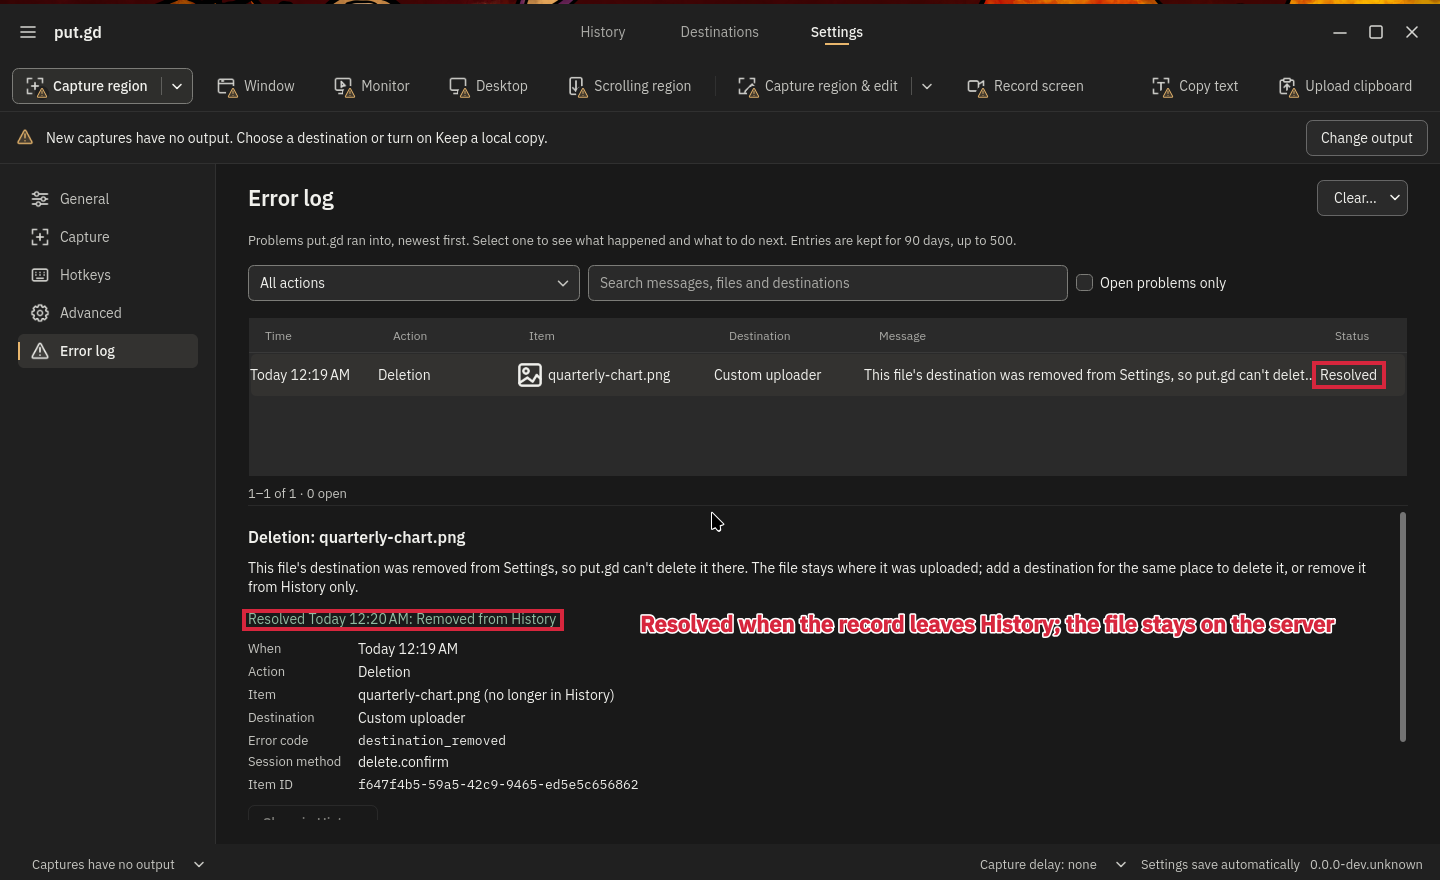 put.gd
History
Destinations
Settings
Capture region
Window
Monitor
Desktop
Scrolling region
Capture region & edit
Record screen
Copy text
Upload clipboard
New captures have no output. Choose a destination or turn on Keep a local copy.
Change output
General
Capture
Hotkeys
Advanced
Error log
Error log
Clear...
Problems put.gd ran into, newest first. Select one to see what happened and what to do next. Entries are kept for 90 days, up to 500.
All actions
Search messages, files and destinations
Open problems only
Time Action Item Destination Message Status
Today 12:19 AM Deletion quarterly-chart.png Custom uploader This file's destination was removed from Settings, so put.gd can't delet... Resolved
1–1 of 1 · 0 open
Deletion: quarterly-chart.png
This file's destination was removed from Settings, so put.gd can't delete it there. The file stays where it was uploaded; add a destination for the same place to delete it, or remove it
from History only.
Resolved Today 12:20 AM: Removed from History
Resolved when the record leaves History; the file stays on the server
When Today 12:19 AM
Action Deletion
Item quarterly-chart.png (no longer in History)
Destination Custom uploader
Error code destination_removed
Session method delete.confirm
Item ID f647f4b5-59a5-42c9-9465-ed5e5c656862
Captures have no output
Capture delay: none
Settings save automatically
0.0.0-dev.unknown